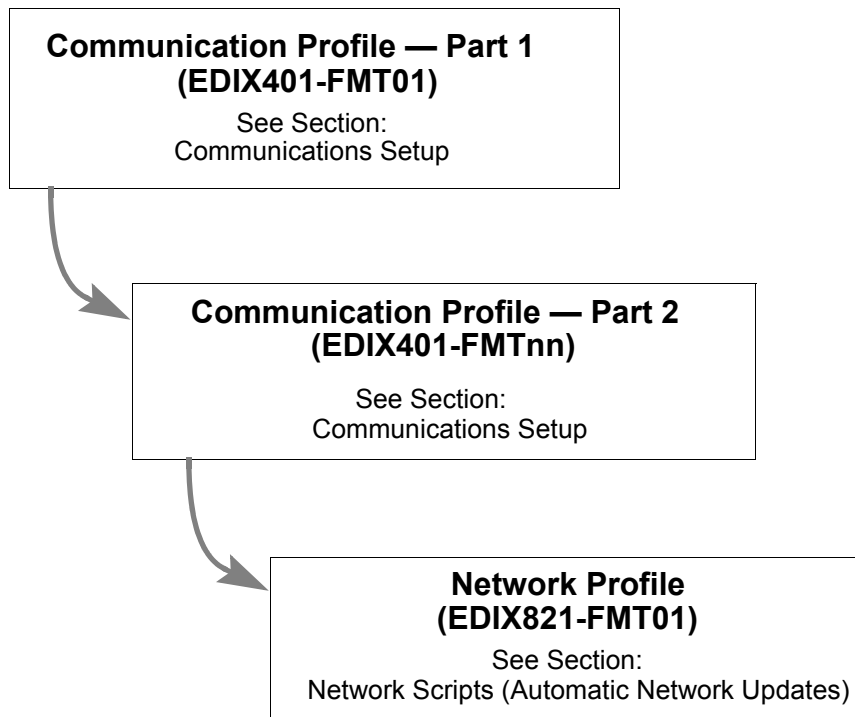 Communication Profile — Part 1
(EDIX401-FMT01)
See Section:
Communications Setup
Communication Profile — Part 2
(EDIX401-FMTnn)
See Section:
Communications Setup
Network Profile
(EDIX821-FMT01)
See Section:
Network Scripts (Automatic Network Updates)